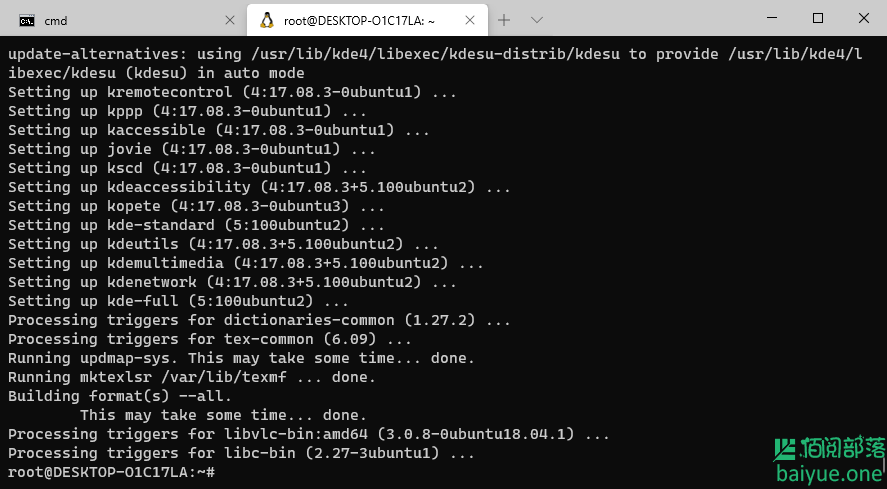 cmd
root@DESKTOP-O1C17LA: ~
update-alternatives: using /usr/lib/kde4/libexec/kdesu-distrib/kdesu to provide /usr/lib/kde4/l
ibexec/kdesu (kdesu) in auto mode
Setting up kremotecontrol (4:17.08.3-0ubuntu1) ...
Setting up kppp (4:17.08.3-0ubuntu1) ...
Setting up kaccessible (4:17.08.3-0ubuntu1) ...
Setting up jovie (4:17.08.3-0ubuntu1) ...
Setting up kscd (4:17.08.3-0ubuntu1) ...
Setting up kdeaccessibility (4:17.08.3+5.100ubuntu2) ...
Setting up kopete (4:17.08.3-0ubuntu3) ...
Setting up kde-standard (5:100ubuntu2) ...
Setting up kdeutils (4:17.08.3+5.100ubuntu2) ...
Setting up kdemultimedia (4:17.08.3+5.100ubuntu2) ...
Setting up kdenetwork (4:17.08.3+5.100ubuntu2) ...
Setting up kde-full (5:100ubuntu2) ...
Processing triggers for dictionaries-common (1.27.2) ...
Processing triggers for tex-common (6.09) ...
Running updmap-sys. This may take some time... done.
Running mktexlsr /var/lib/texmf ... done.
Building format(s) --all.
        This may take some time... done.
Processing triggers for libvlc-bin:amd64 (3.0.8-0ubuntu18.04.1) ...
Processing triggers for libc-bin (2.27-3ubuntu1) ...
root@DESKTOP-O1C17LA:~#
佰阅部落
baiyue.one